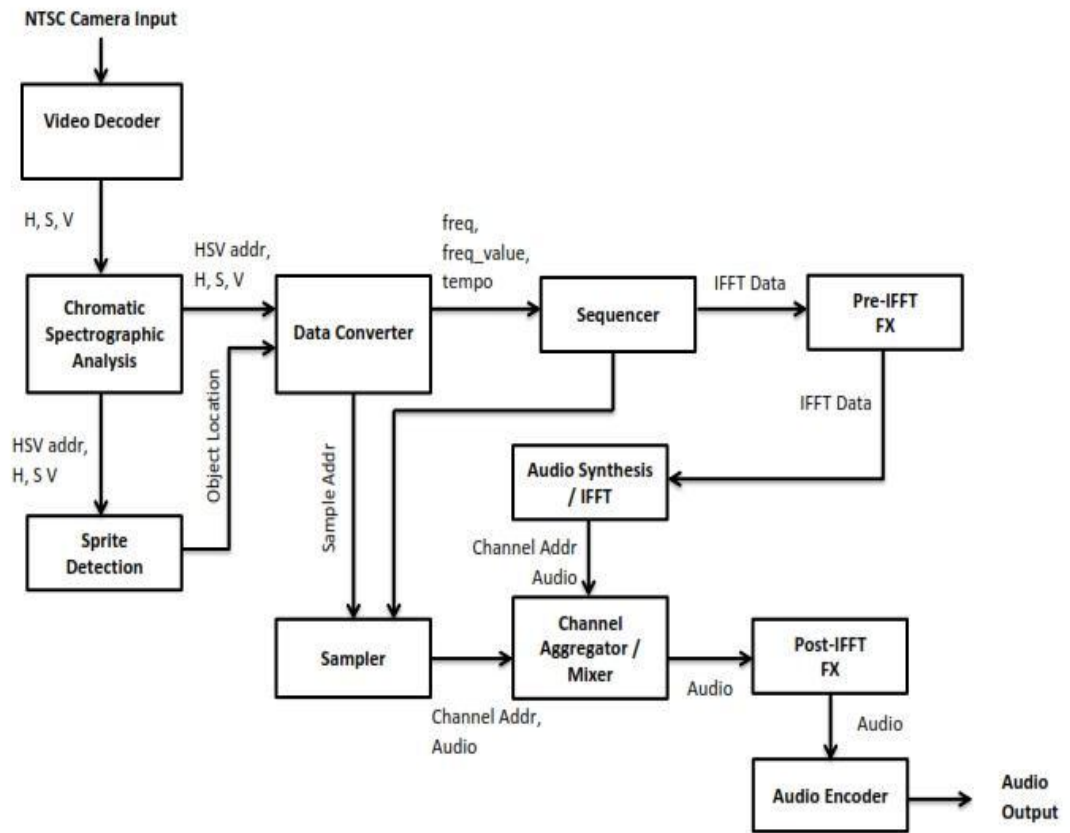 NTSC Camera Input
Video Decoder
H, S, V
HSV addr,
H, S, V
freq,
freq_value,
tempo
IFFT Data
Chromatic
Spectrographic
Analysis
Data Converter
Sequencer
Pre-IFFT
FX
IFFT Data
HSV addr,
H, S V
Object Location
Sample Addr
Audio Synthesis
/ IFFT
Sprite
Detection
Channel Addr
Audio
Sampler
Channel
Aggregator /
Mixer
Post-IFFT
FX
Channel Addr,
Audio
Audio
Audio
Audio Encoder
Audio
Output